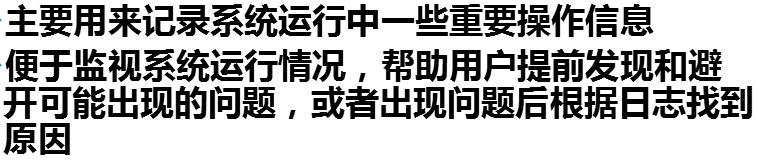 主要用来记录系统运行中一些重要操作信息
便于监视系统运行情况，帮助用户提前发现和避
开可能出现的问题，或者出现问题后根据日志找到
原因